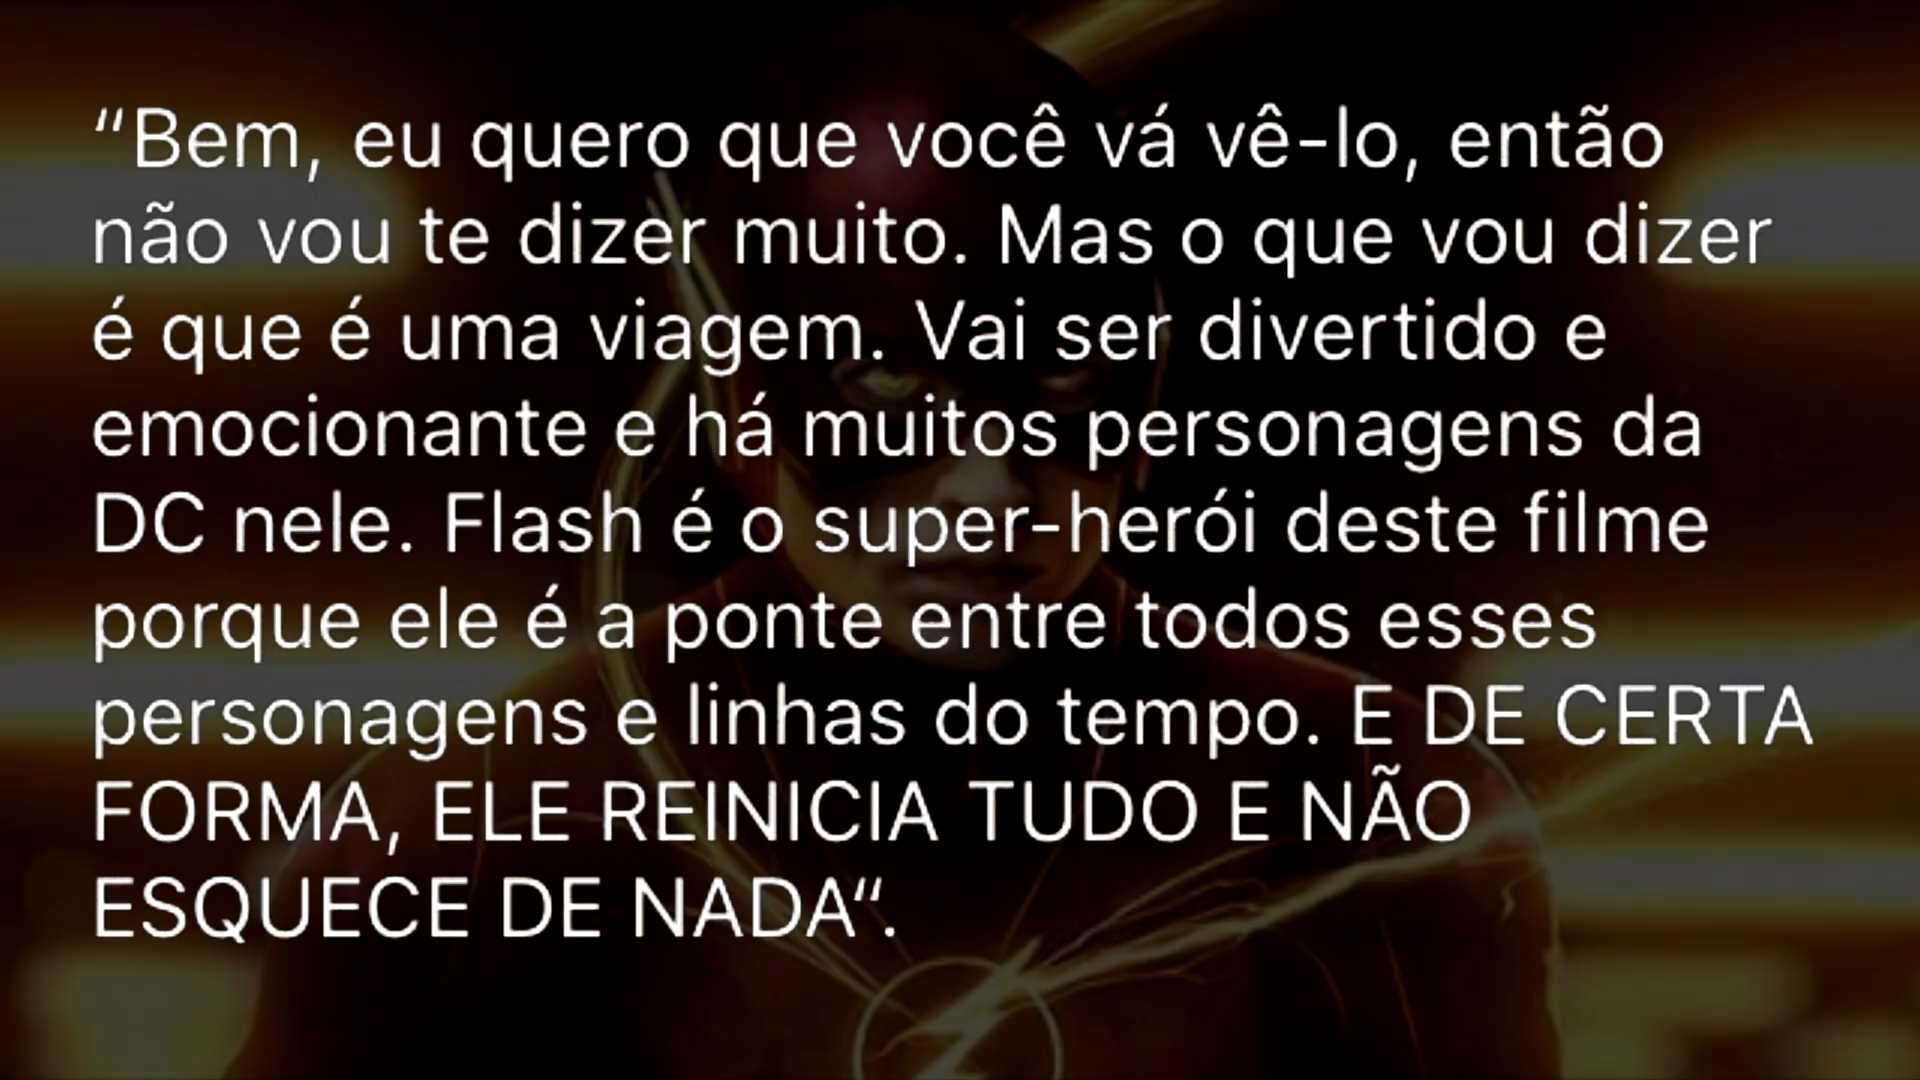 “Bem, eu quero que você vá vê-lo, então
não vou te dizer muito. Mas o que vou dizer
é que é uma viagem. Vai ser divertido e
emocionante e há muitos personagens da
DC nele. Flash é o super-herói deste filme
porque ele é a ponte entre todos esses
personagens e linhas do tempo. E DE CERTA
FORMA, ELE REINICIA TUDO E NÃO
ESQUECE DE NADA“.